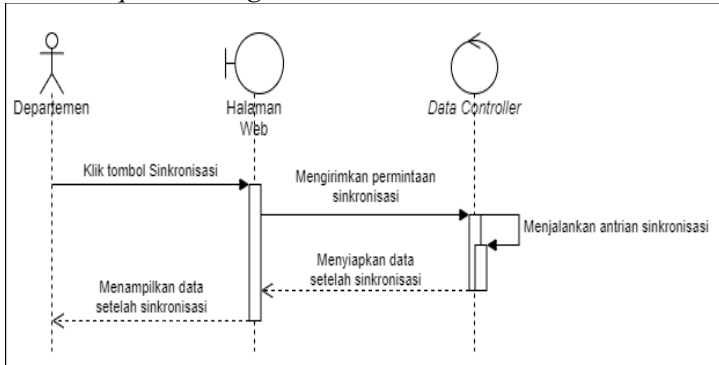 Departemen
Halaman
Web
Data Controller
Klik tombol Sinkronisasi
Mengirimkan permintaan
sinkronisasi
Menjalankan antrian sinkronisasi
Menyiapkan data
setelah sinkronisasi
Menampilkan data
setelah sinkronisasi